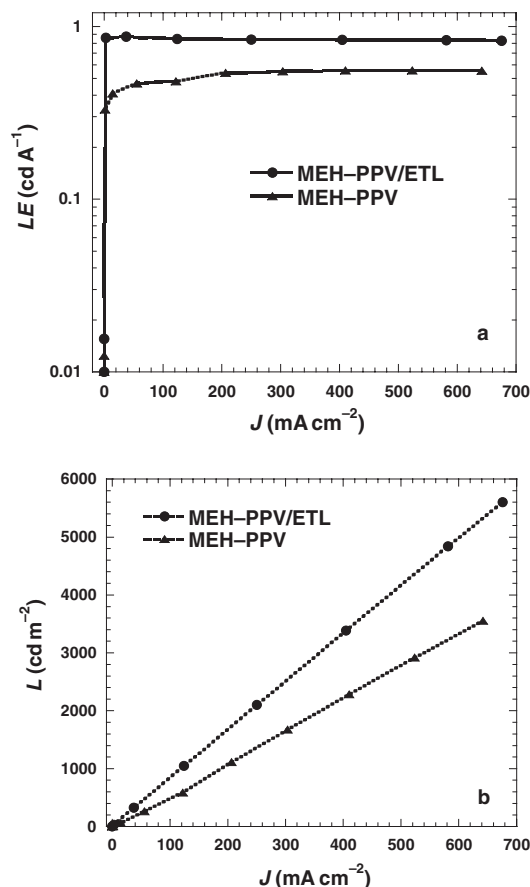 1
0.1
0.01
LE (cd A⁻¹)
MEH–PPV/ETL
MEH–PPV
a
0 100 200 300 400 500 600 700
J (mA cm⁻²)
6000
5000
4000
3000
2000
1000
0
L (cd m⁻²)
MEH–PPV/ETL
MEH–PPV
b
0 100 200 300 400 500 600 700
J (mA cm⁻²)